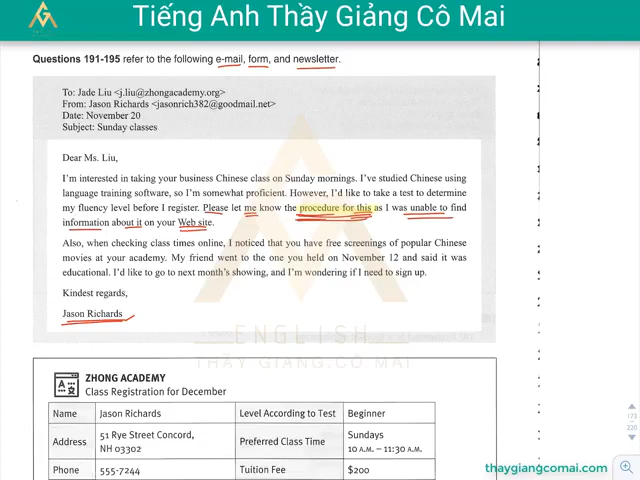 Tiếng Anh Thầy Giảng Cô Mai
Questions 191-195 refer to the following e-mail, form, and newsletter.
To: Jade Liu <j.liu@zhongacademy.org>
From: Jason Richards <jasonrich382@goodmail.net>
Date: November 20
Subject: Sunday classes
Dear Ms. Liu,
I'm interested in taking your business Chinese class on Sunday mornings. I've studied Chinese using
language training software, so I'm somewhat proficient. However, I'd like to take a test to determine
my fluency level before I register. Please let me know the procedure for this as I was unable to find
information about it on your Web site.
Also, when checking class times online, I noticed that you have free screenings of popular Chinese
movies at your academy. My friend went to the one you held on November 12 and said it was
educational. I'd like to go to next month's showing, and I'm wondering if I need to sign up.
Kindest regards,
Jason Richards
ENGLISH
THẦY GIẢNG.CÔ MAI
ZHONG ACADEMY
Class Registration for December
Name Jason Richards Level According to Test Beginner
Address 51 Rye Street Concord, NH 03302 Preferred Class Time Sundays 10 A.M. – 11:30 A.M.
Phone 555-7244 Tuition Fee $200
173
220
thaygiangcomai.com